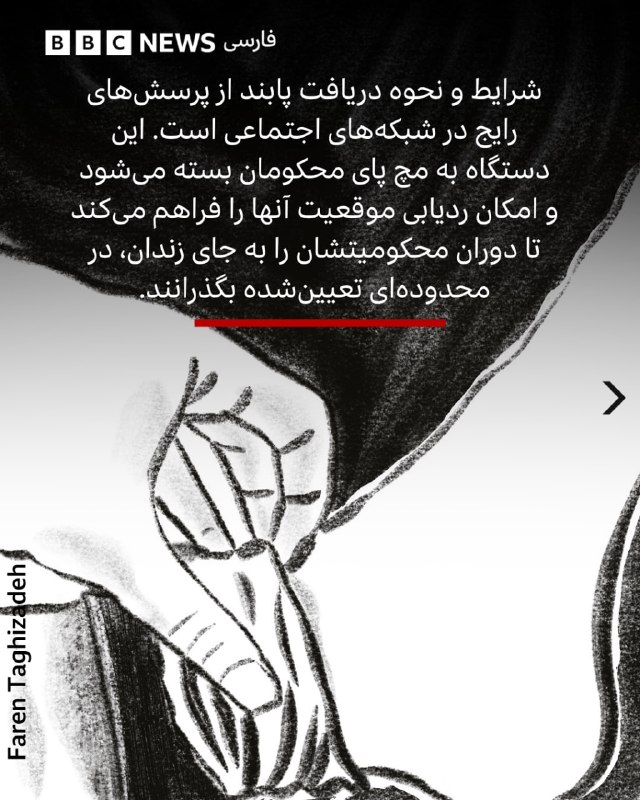 BBC NEWS فارسی
شرایط و نحوه دریافت پابند از پرسش‌های
رایج در شبکه‌های اجتماعی است. این
دستگاه به مچ پای محکومان بسته می‌شود
و امکان ردیابی موقعیت آنها را فراهم می‌کند
تا دوران محکومیتشان را به جای زندان، در
محدوده‌ای تعیین‌شده بگذرانند.
Faren Taghizadeh